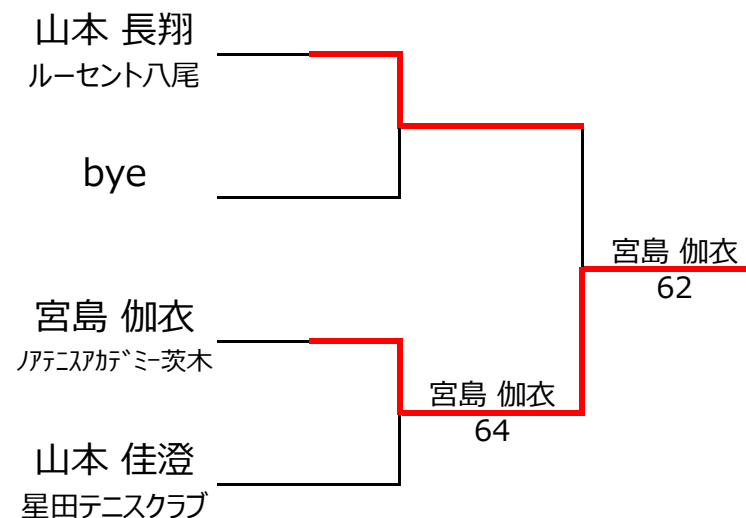 山本 長翔
ルーセント八尾
bye
宮島 伽衣
62
宮島 伽衣
ﾉｱﾃﾆｽｱｶﾃﾞﾐｰ茨木
宮島 伽衣
64
山本 佳澄
星田テニスクラブ